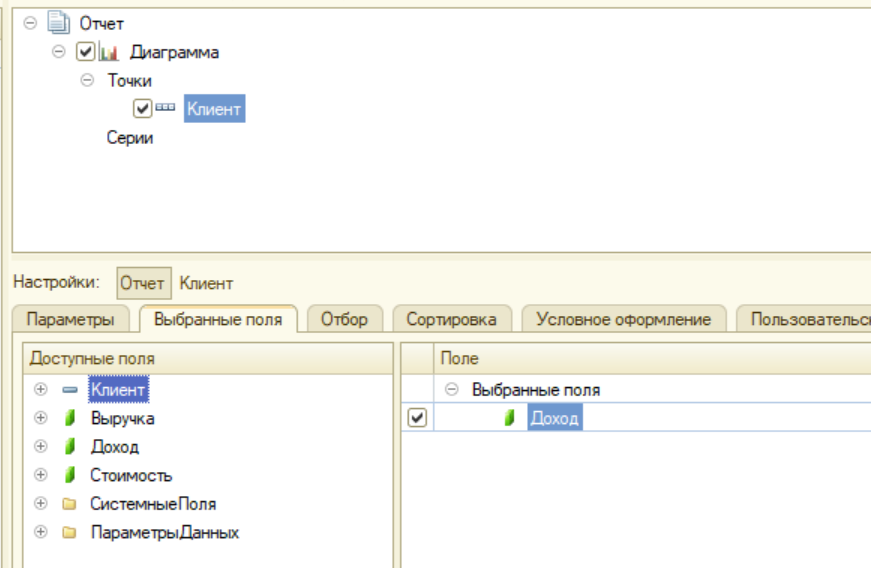 Отчет
Диаграмма
Точки
Клиент
Серии
Настройки: Отчет Клиент
Параметры Выбранные поля Отбор Сортировка Условное оформление Пользовательс
Доступные поля Поле
Клиент Выбранные поля
Выручка Доход
Доход
Стоимость
СистемныеПоля
ПараметрыДанных